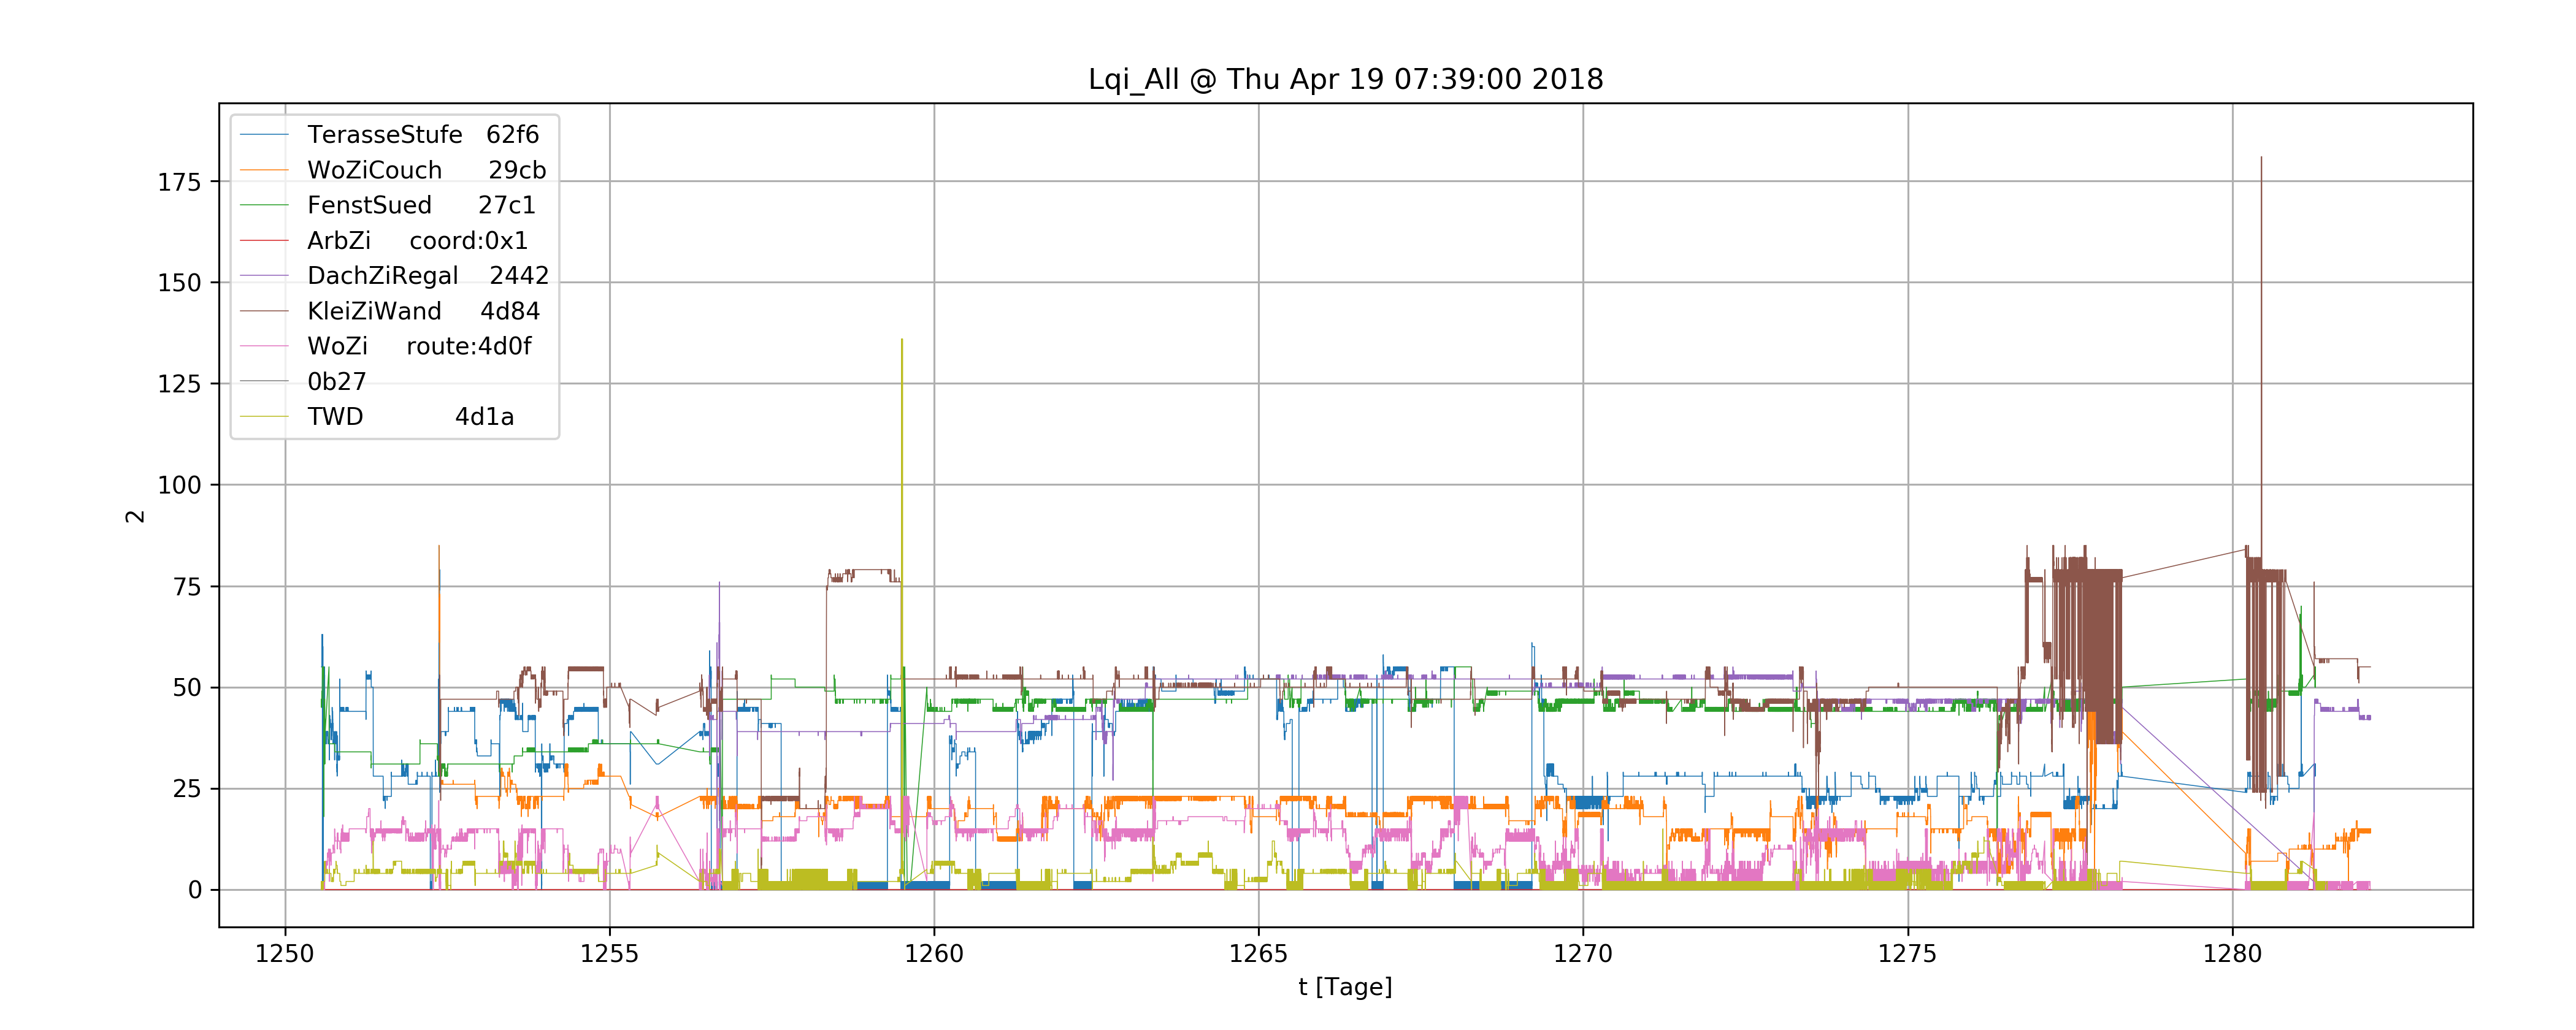 Lqi_All @ Thu Apr 19 07:39:00 2018
TerasseStufe 62f6
WoZiCouch 29cb
FenstSued 27c1
ArbZi coord:0x1
DachZiRegal 2442
KleiZiWand 4d84
WoZi route:4d0f
0b27
TWD 4d1a
175
150
125
100
75
50
25
0
2
1250 1255 1260 1265 1270 1275 1280
t [Tage]